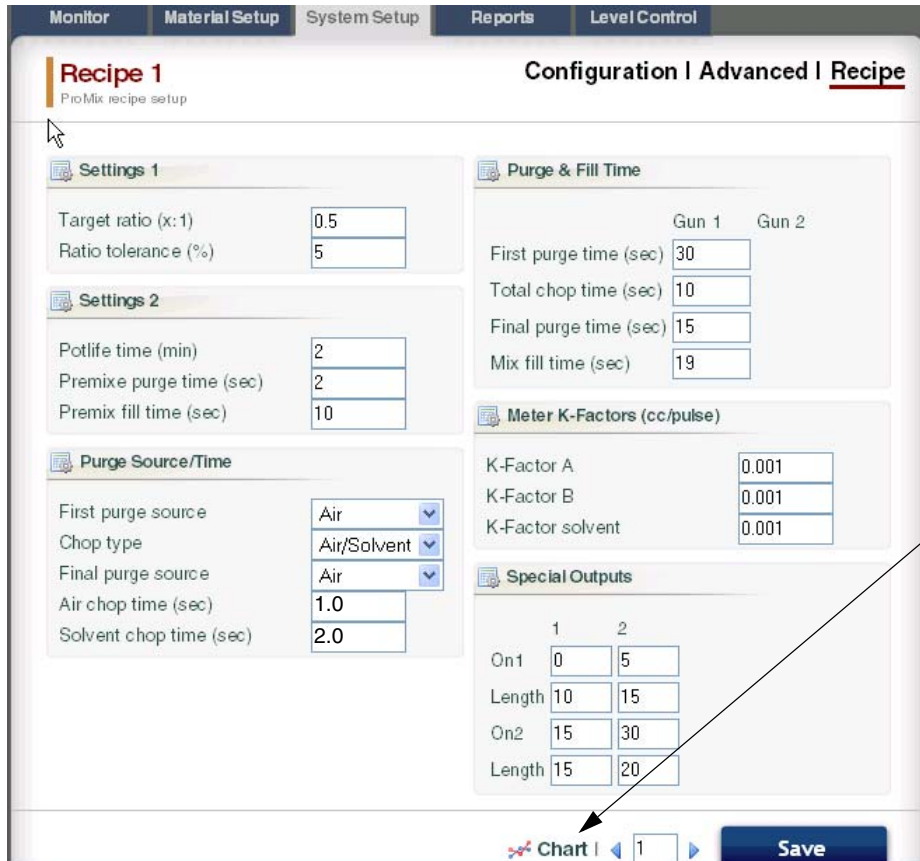 Monitor Material Setup System Setup Reports Level Control
Recipe 1
ProMix recipe setup
Configuration | Advanced | Recipe
Settings 1
Target ratio (x:1) 0.5
Ratio tolerance (%) 5
Settings 2
Potlife time (min) 2
Premixe purge time (sec) 2
Premix fill time (sec) 10
Purge Source/Time
First purge source Air
Chop type Air/Solvent
Final purge source Air
Air chop time (sec) 1.0
Solvent chop time (sec) 2.0
Purge & Fill Time
Gun 1 Gun 2
First purge time (sec) 30
Total chop time (sec) 10
Final purge time (sec) 15
Mix fill time (sec) 19
Meter K-Factors (cc/pulse)
K-Factor A 0.001
K-Factor B 0.001
K-Factor solvent 0.001
Special Outputs
1 2
On1 0 5
Length 10 15
On2 15 30
Length 15 20
Chart | 1 Save